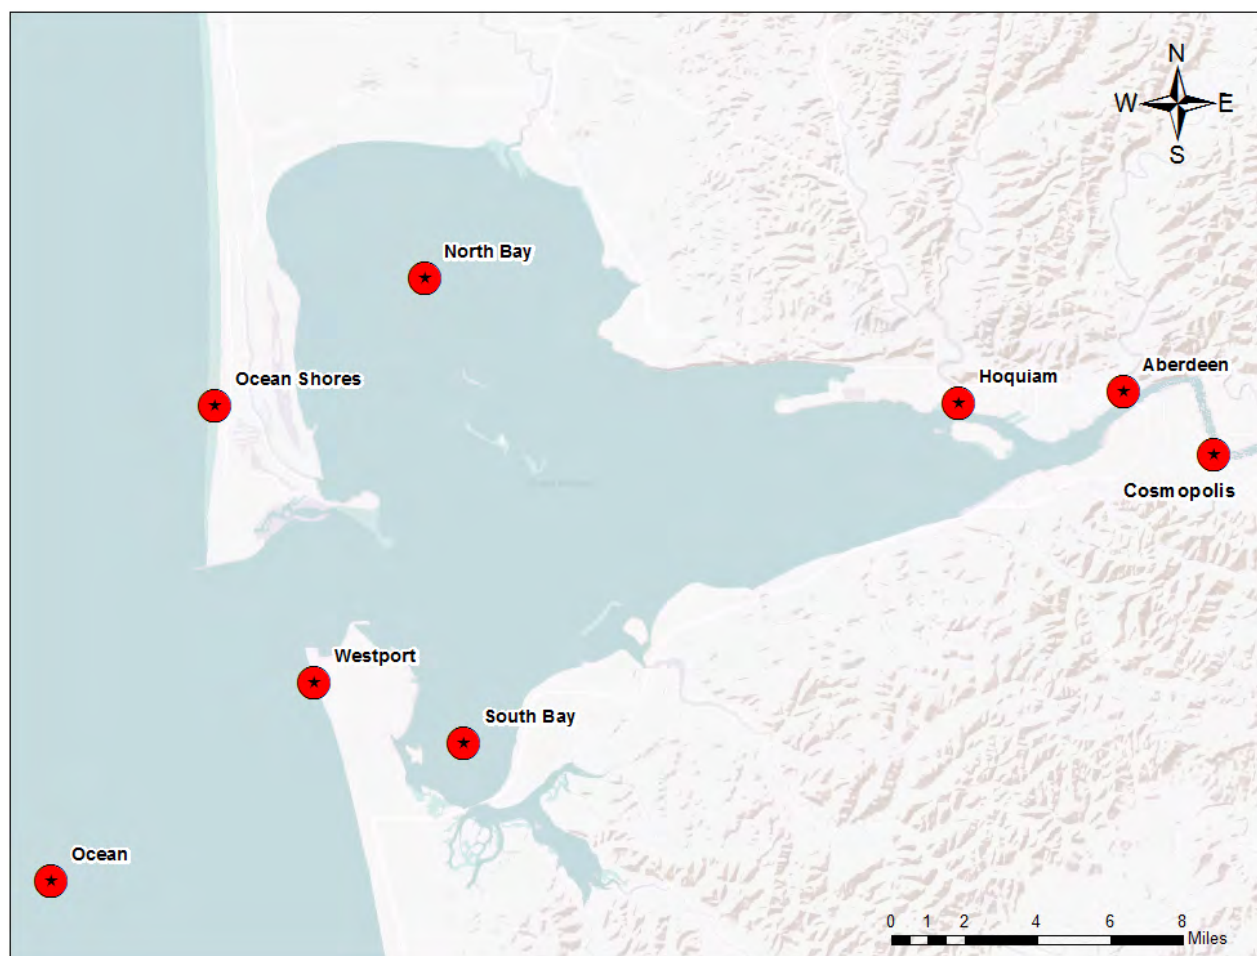 N
W E
S
North Bay
Ocean Shores
Hoquiam
Aberdeen
Cosmopolis
Westport
South Bay
Ocean
0 1 2 4 6 8
Miles